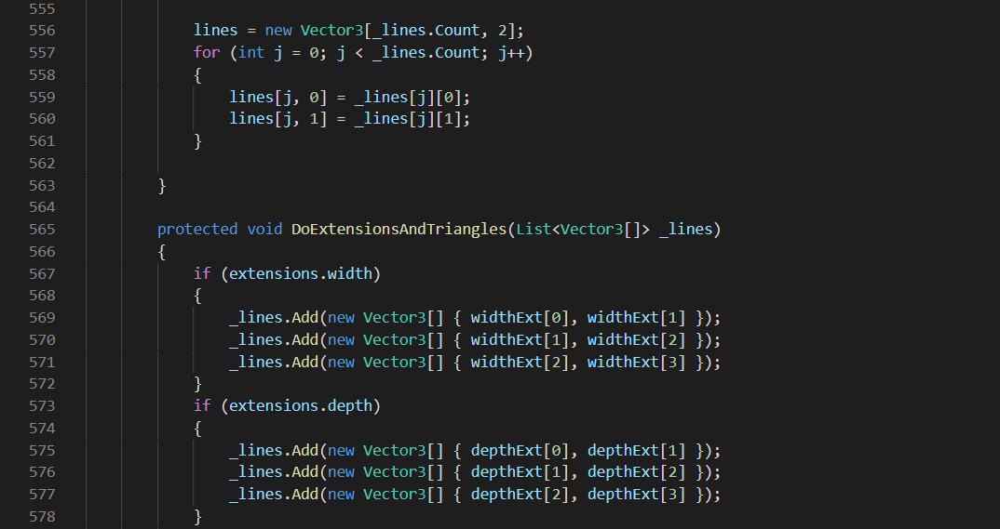 555
556 lines = new Vector3[_lines.Count, 2];
557 for (int j = 0; j < _lines.Count; j++)
558 {
559 lines[j, 0] = _lines[j][0];
560 lines[j, 1] = _lines[j][1];
561 }
562
563 }
564
565 protected void DoExtensionsAndTriangles(List<Vector3[]> _lines)
566 {
567 if (extensions.width)
568 {
569 _lines.Add(new Vector3[] { widthExt[0], widthExt[1] });
570 _lines.Add(new Vector3[] { widthExt[1], widthExt[2] });
571 _lines.Add(new Vector3[] { widthExt[2], widthExt[3] });
572 }
573 if (extensions.depth)
574 {
575 _lines.Add(new Vector3[] { depthExt[0], depthExt[1] });
576 _lines.Add(new Vector3[] { depthExt[1], depthExt[2] });
577 _lines.Add(new Vector3[] { depthExt[2], depthExt[3] });
578 }